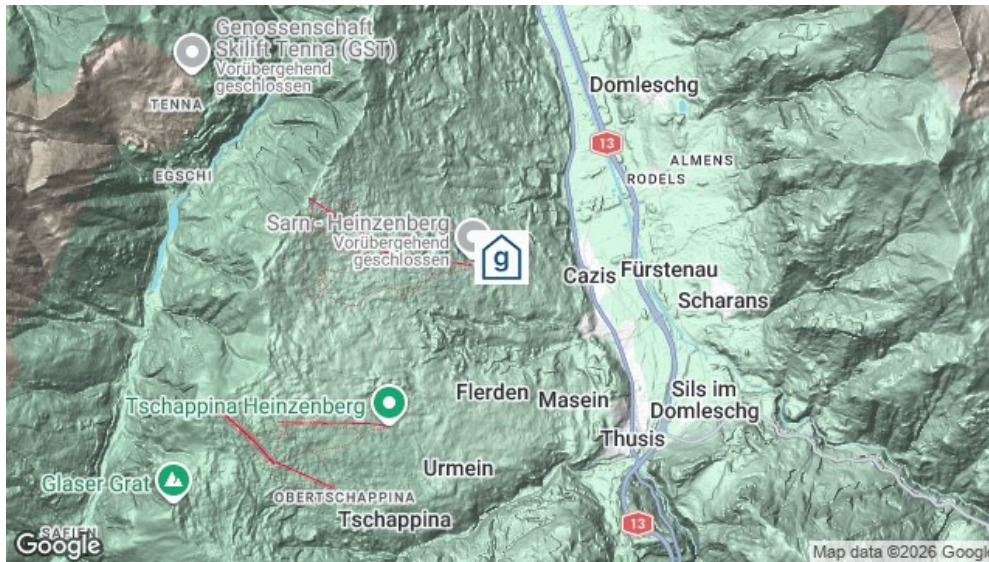 Genossenschaft
Skilift Tenna (GST)
Vorübergehend
geschlossen
TENNA
Domleschg
13
ALMENS
RODELS
EGSCHI
Sarn - Heinzenberg
Vorübergehend
geschlossen
g
Cazis
Fürstenau
Scharans
Flerden
Masein
Sils im
Domleschg
Tschappina Heinzenberg
Thusis
Urmein
Glaser Grat
OBERTSCHAPPINA
Tschappina
13
SAFIEN
Google
Map data ©2026 Google